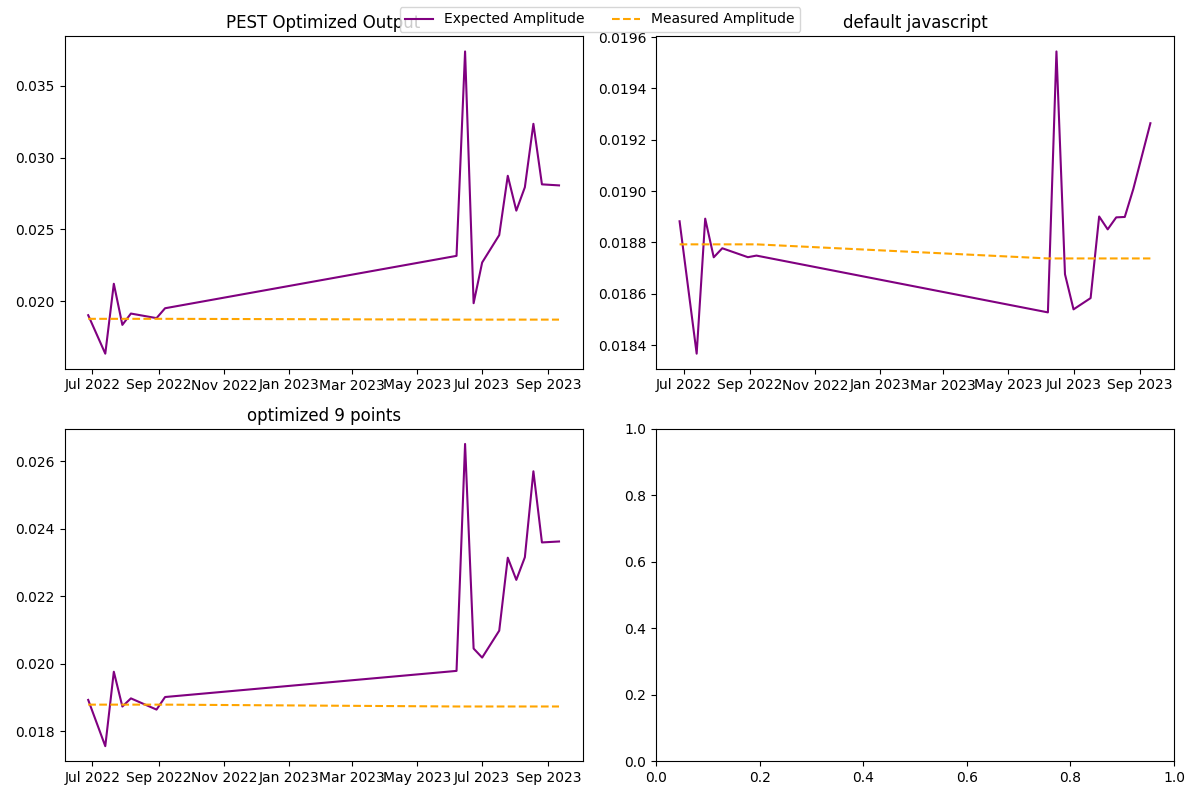 PEST Optimized Output
Expected Amplitude
Measured Amplitude
default javascript
0.035
0.030
0.025
0.020
Jul 2022 Sep 2022 Nov 2022 Jan 2023 Mar 2023 May 2023 Jul 2023 Sep 2023
0.0196
0.0194
0.0192
0.0190
0.0188
0.0186
0.0184
Jul 2022 Sep 2022 Nov 2022 Jan 2023 Mar 2023 May 2023 Jul 2023 Sep 2023
optimized 9 points
0.026
0.024
0.022
0.020
0.018
Jul 2022 Sep 2022 Nov 2022 Jan 2023 Mar 2023 May 2023 Jul 2023 Sep 2023
1.0
0.8
0.6
0.4
0.2
0.0
0.0 0.2 0.4 0.6 0.8 1.0